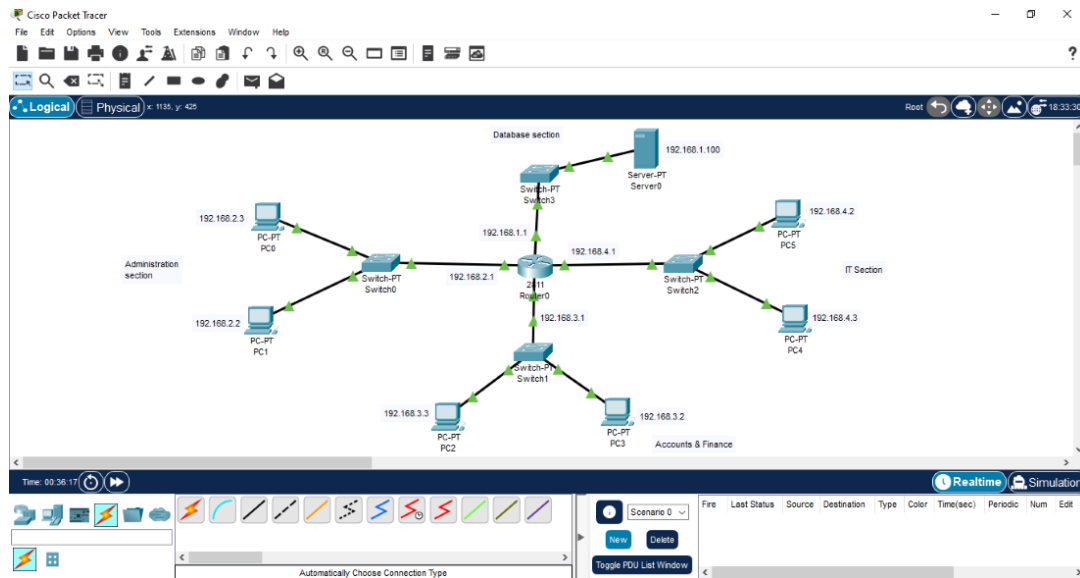 Cisco Packet Tracer
File Edit Options View Tools Extensions Window Help
?
Logical Physical x: 1135, y: 425 Root 18:33:30
Database section
192.168.1.100
Server-PT
Server0
Switch-PT
Switch3
192.168.2.3
PC-PT
PC0
192.168.4.2
PC-PT
PC5
192.168.1.1
192.168.4.1
Administration
section
Switch-PT
Switch0
192.168.2.1
2811
Router0
Switch-PT
Switch2
IT Section
192.168.2.2
PC-PT
PC1
192.168.3.1
192.168.4.3
PC-PT
PC4
Switch-PT
Switch1
192.168.3.3
PC-PT
PC2
192.168.3.2
PC-PT
PC3
Accounts & Finance
Time: 00:36:17 Realtime Simulation
Scenario 0
New Delete
Toggle PDU List Window
Fire Last Status Source Destination Type Color Time(sec) Periodic Num Edit
Automatically Choose Connection Type